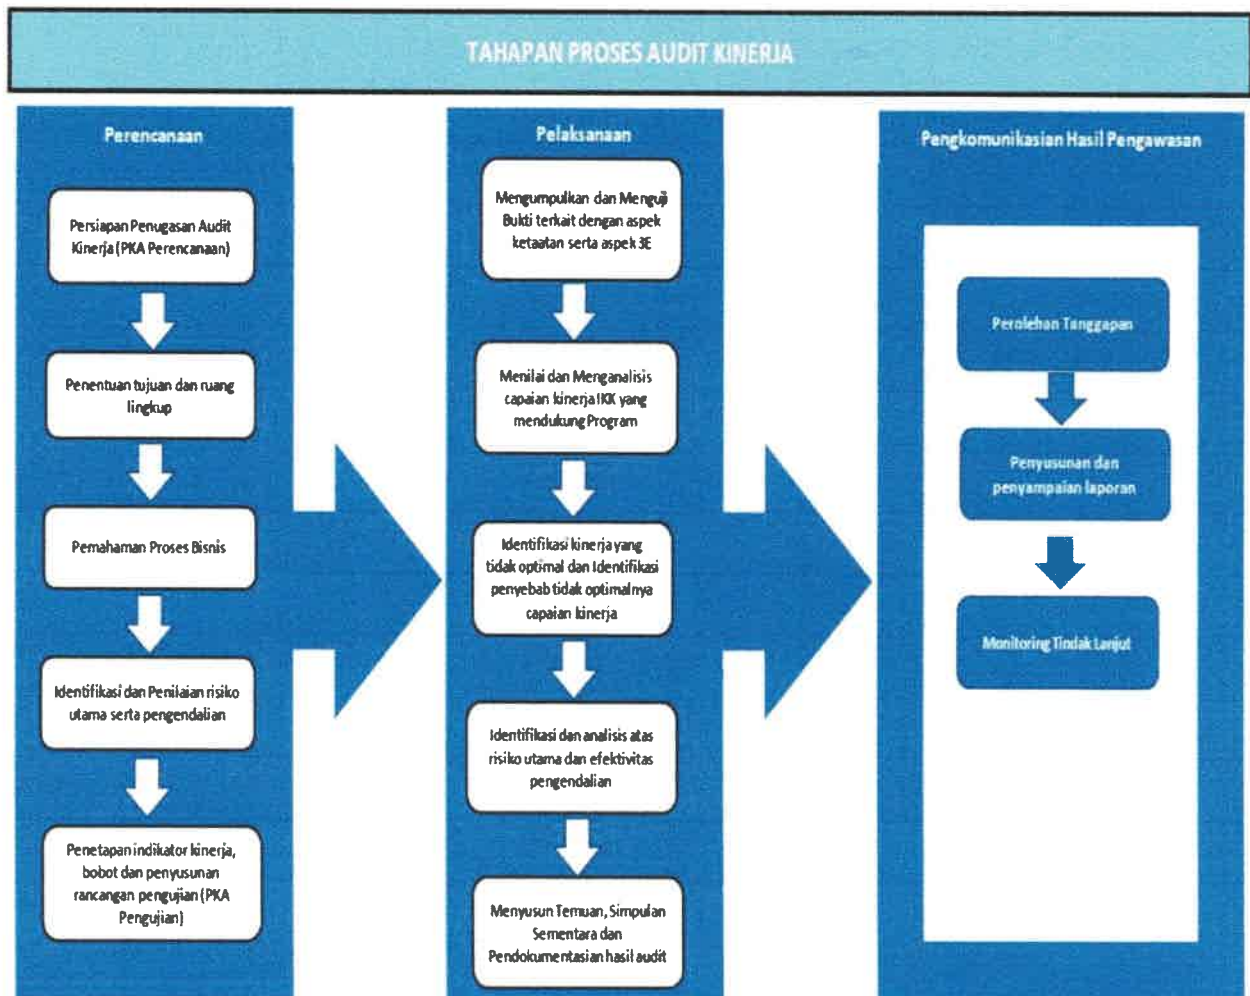 TAHAPAN PROSES AUDIT KINERJA
Perencanaan
Persiapan Penugasan Audit
Kinerja (PKA Perencanaan)
Penentuan tujuan dan ruang
lingkup
Pemahaman Proses Bisnis
Identifikasi dan Penilaian risiko
utama serta pengendalian
Penetapan indikator kinerja,
bobot dan penyusunan
rancangan pengujian (PKA
Pengujian)
Pelaksanaan
Mengumpulkan dan Menguji
Bukti terkait dengan aspek
ketaatan serta aspek 3E
Menilai dan Menganalisis
capaian kinerja IKK yang
mendukung Program
Identifikasi kinerja yang
tidak optimal dan Identifikasi
penyebab tidak optimalnya
capaian kinerja
Identifikasi dan analisis atas
risiko utama dan efektivitas
pengendalian
Menyusun Temuan, Simpulan
Sementara dan
Pendokumentasian hasil audit
Pengkomunikasian Hasil Pengawasan
Perolehan Tanggapan
Penyusunan dan
penyampaian laporan
Monitoring Tindak Lanjut